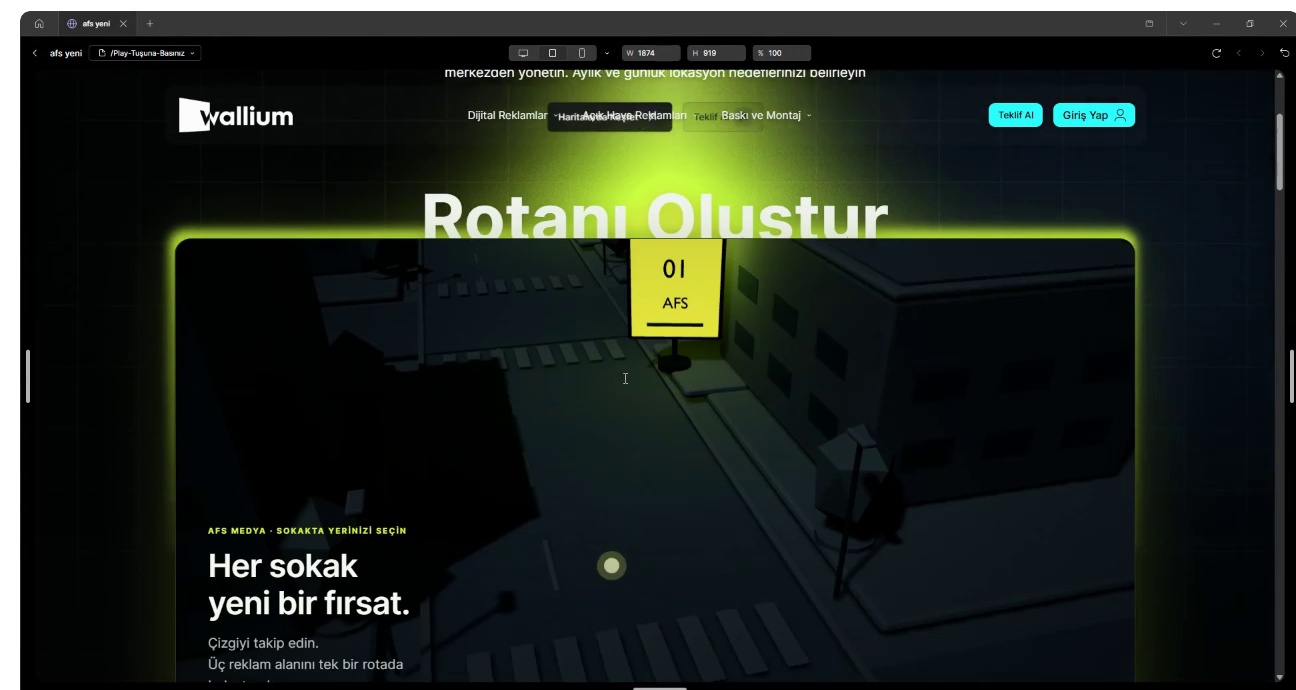 afs yeni
afs yeni /Play-Tuşuna-Basınız W 1874 H 919 % 100
merkezden yönetin. Aylık ve günlük lokasyon hedeflerinizi belirleyin
wallium Dijital Reklamlar Açık Hava Reklamları Teklif Baskı ve Montaj Teklif Al Giriş Yap
Rotanı Oluştur
01
AFS
AFS MEDYA · SOKAKTA YERİNİZİ SEÇİN
Her sokak
yeni bir fırsat.
Çizgiyi takip edin.
Üç reklam alanını tek bir rotada